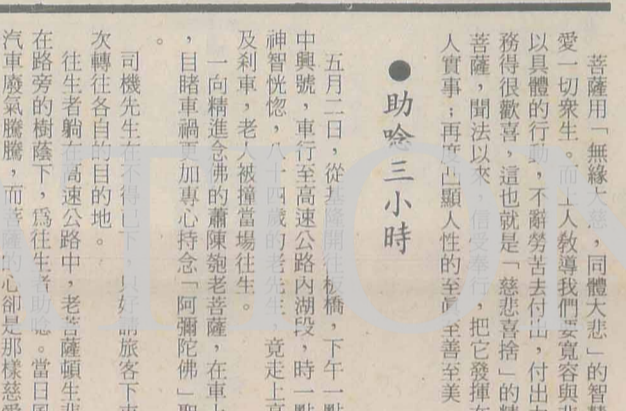 菩薩用「無緣大慈，同體大悲」的智慧
愛一切衆生。而上人敎導我們要寬容與
以具體的行動，不辭勞苦去付出，付出
務得很歡喜，這也就是「慈悲喜捨」的精
菩薩，聞法以來，信受奉行，把它發揮
人實事；再度凸顯人性的至眞至善至美
●助唸三小時
五月二日，從基隆開往板橋，下午一點
中興號，車行至高速公路內湖段，時一
神智恍惚，八十四歲的老先生，竟走上高
及剎車，老人被撞當場往生。
一向精進念佛的蕭陳匏老菩薩，在車上
，目睹車禍更加專心持念「阿彌陀佛」聖
。
司機先生在不得已下，只好請旅客下車
次轉往各自的目的地。
往生者躺在高速公路中，老菩薩頓生悲
在路旁的樹蔭下，爲往生者助唸。當日風
汽車廢氣騰騰，而菩薩的心卻是那樣慈愛
ITION